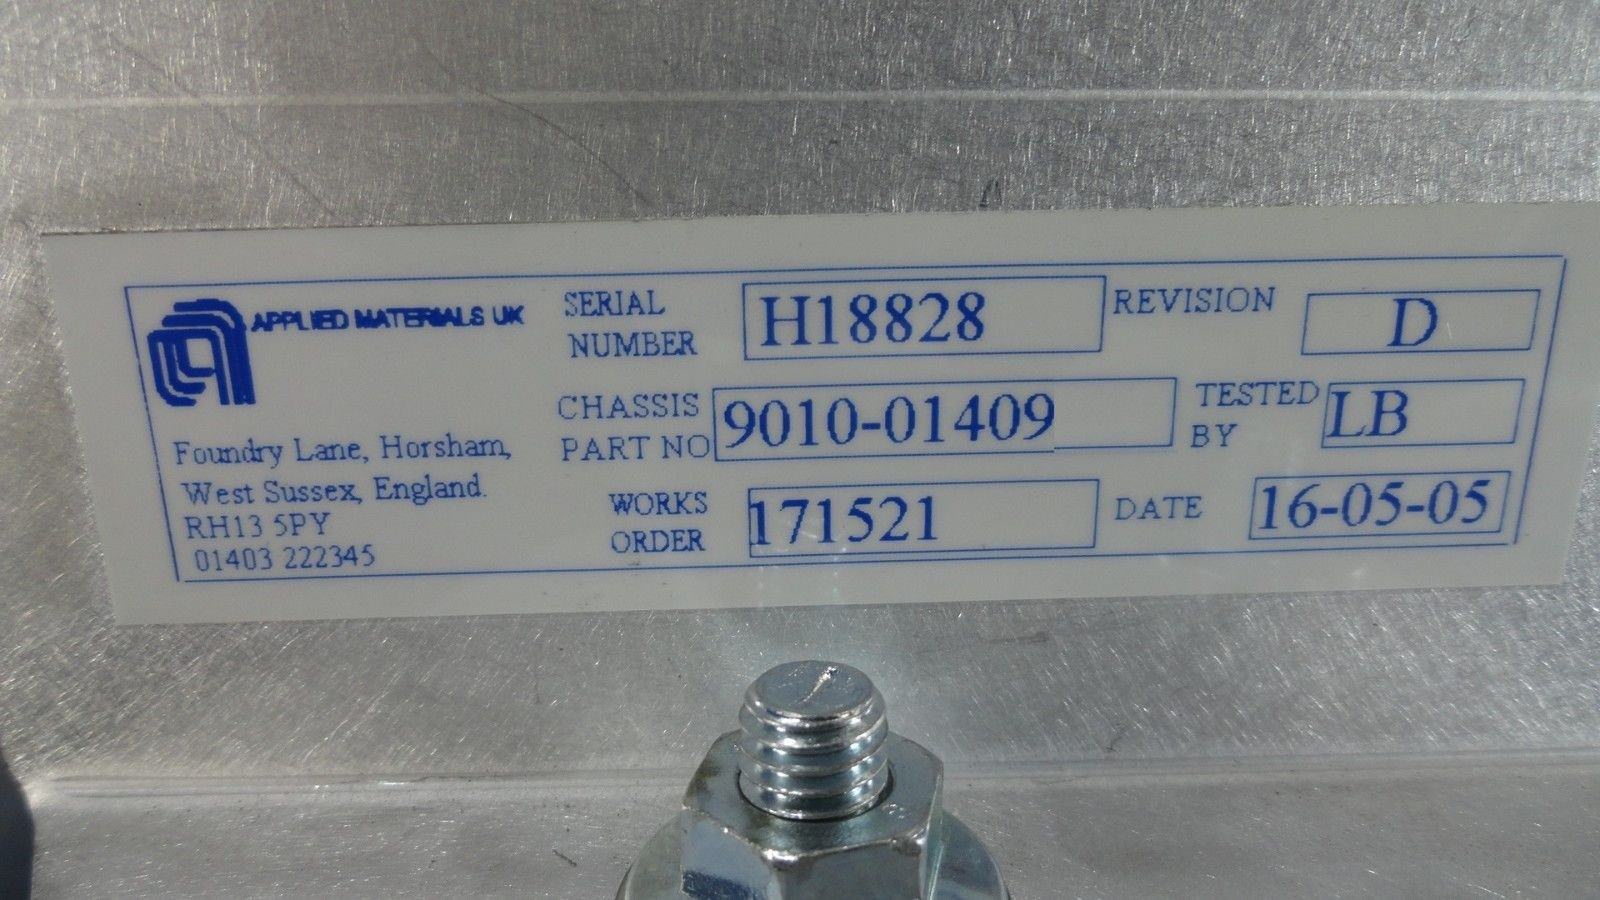 APPLIED MATERIALS UK
Foundry Lane, Horsham,
West Sussex, England.
RH13 5PY
01403 222345
SERIAL NUMBER H18828
REVISION D
CHASSIS PART NO 9010-01409
TESTED BY LB
WORKS ORDER 171521
DATE 16-05-05